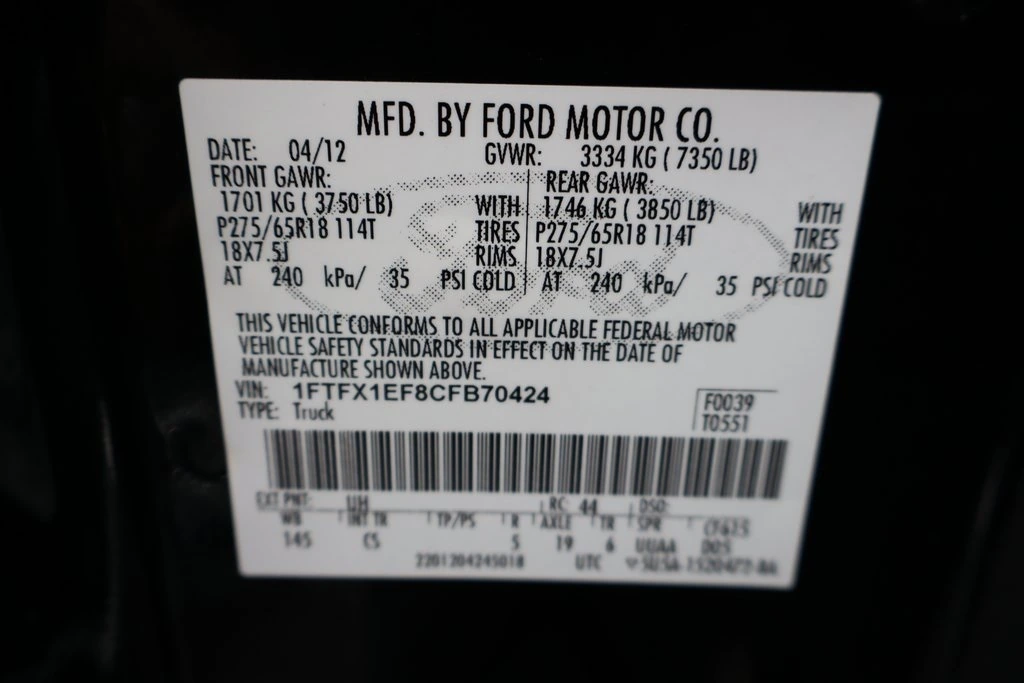 MFD. BY FORD MOTOR CO.
DATE: 04/12 GVWR: 3334 KG ( 7350 LB)
FRONT GAWR: REAR GAWR:
1701 KG ( 3750 LB) WITH 1746 KG ( 3850 LB) WITH
P275/65R18 114T TIRES P275/65R18 114T TIRES
18X7.5J RIMS 18X7.5J RIMS
AT 240 kPa/ 35 PSI COLD AT 240 kPa/ 35 PSI COLD
THIS VEHICLE CONFORMS TO ALL APPLICABLE FEDERAL MOTOR
VEHICLE SAFETY STANDARDS IN EFFECT ON THE DATE OF
MANUFACTURE SHOWN ABOVE.
VIN: 1FTFX1EF8CFB70424 F0039
TYPE: Truck T0551
EXT PNT: UH RC: 44 DSO:
WB INT TR TP/PS R AXLE TR SPR
145 CS 5 19 6 UUAA
2201204245018 UTC